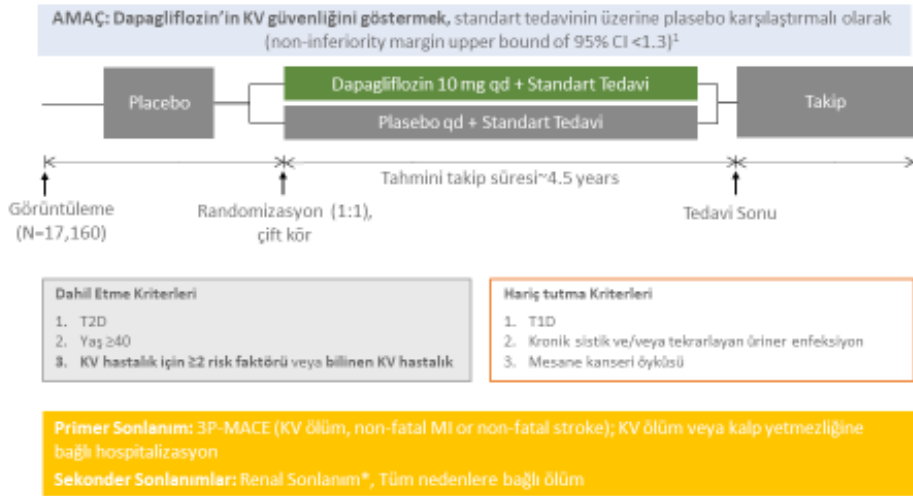 AMAÇ: Dapagliflozin'in KV güvenliğini göstermek, standart tedavinin üzerine plasebo karşılaştırmalı olarak
(non-inferiority margin upper bound of 95% CI <1.3)¹
Placebo
Dapagliflozin 10 mg qd + Standart Tedavi
Plasebo qd + Standart Tedavi
Takip
Tahmini takip süresi~4.5 years
Görüntüleme
(N=17,160)
Randomizasyon (1:1),
çift kör
Tedavi Sonu
Dahil Etme Kriterleri
1. T2D
2. Yaş ≥40
3. KV hastalık için ≥2 risk faktörü veya bilinen KV hastalık
Hariç tutma Kriterleri
1. T1D
2. Kronik sistik ve/veya tekrarlayan üriner enfeksiyon
3. Mesane kanseri öyküsü
Primer Sonlanım: 3P-MACE (KV ölüm, non-fatal MI or non-fatal stroke); KV ölüm veya kalp yetmezliğine
bağlı hospitalizasyon
Sekonder Sonlanımlar: Renal Sonlanım*, Tüm nedenlere bağlı ölüm